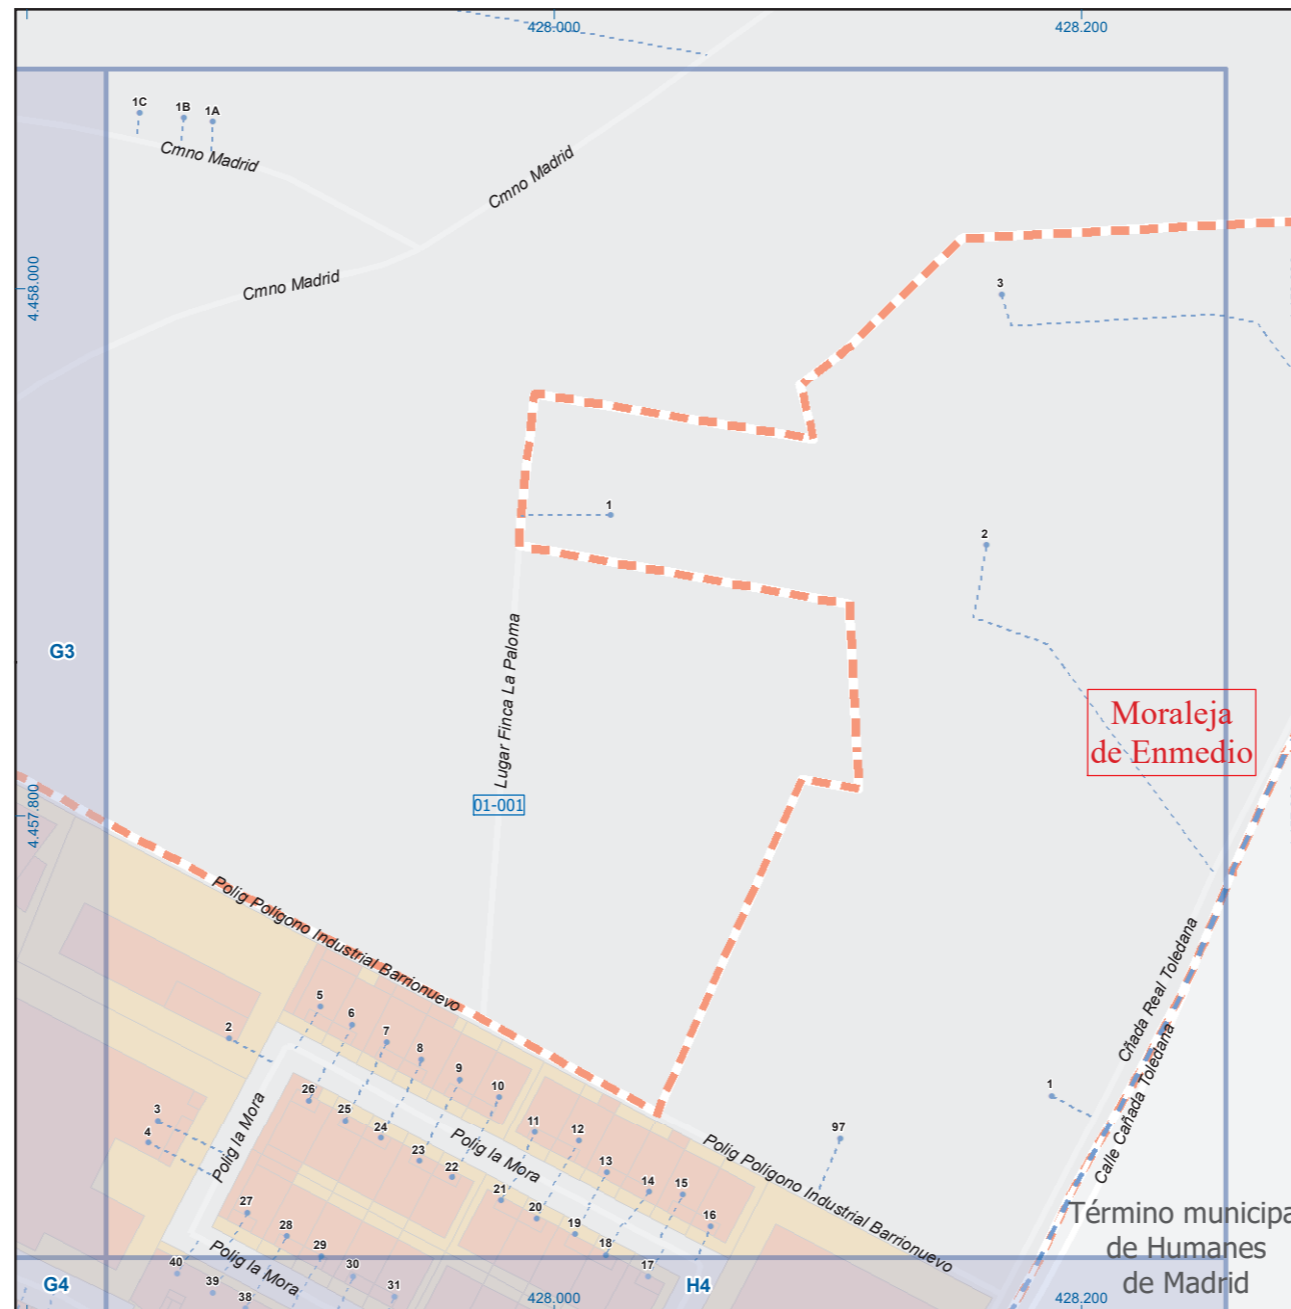 428.000
428.200
1C
1B
1A
Cmno Madrid
Cmno Madrid
Cmno Madrid
4.458.000
3
1
2
G3
Lugar Finca La Paloma
Moraleja
de Enmedio
01-001
4.457.800
Polig Polígono Industrial Barrionuevo
Cñada Real Toledana
Calle Cañada Toledana
5
6
2
7
8
9
10
1
26
25
3
24
11
12
97
4
Polig la Mora
23
22
Polig la Mora
13
Polig Polígono Industrial Barrionuevo
14
15
21
20
27
16
19
28
18
29
17
Polig la Mora
40
30
39
31
38
Término municipa
de Humanes
de Madrid
G4
H4
428.000
428.200